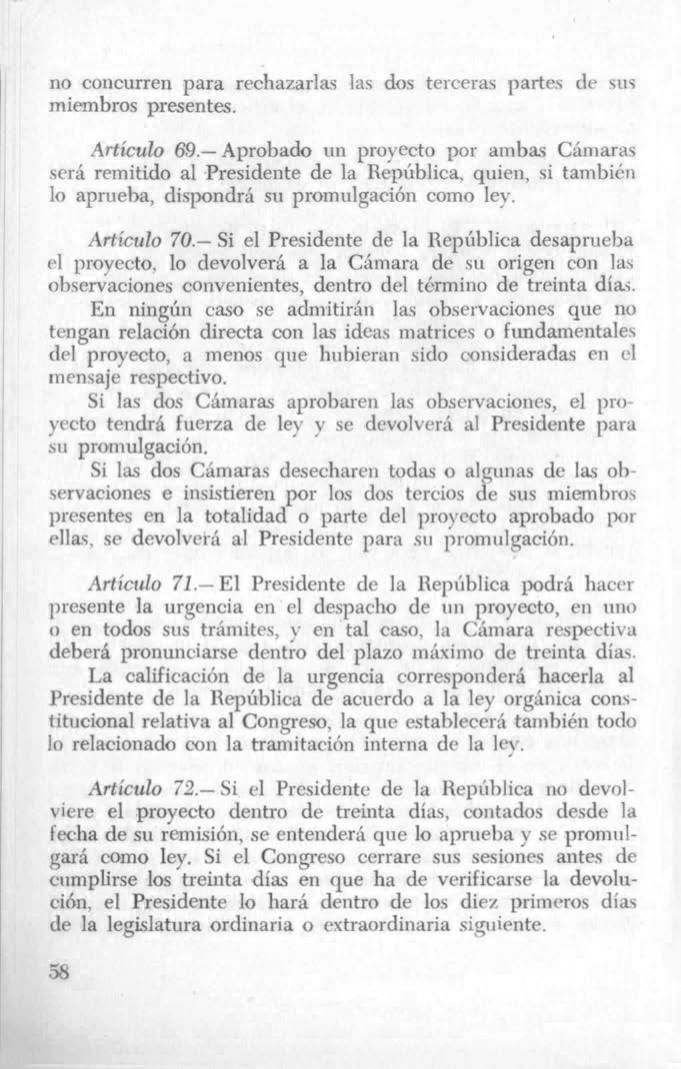 no concurren para rechazarlas las dos terceras partes de sus
miembros presentes.
Artículo 69.— Aprobado un proyecto por ambas Cámaras
será remitido al Presidente de la República, quien, si también
lo aprueba, dispondrá su promulgación como ley.
Artículo 70.— Si el Presidente de la República desaprueba
el proyecto, lo devolverá a la Cámara de su origen con las
observaciones convenientes, dentro del término de treinta días.
En ningún caso se admitirán las observaciones que no
tengan relación directa con las ideas matrices o fundamentales
del proyecto, a menos que hubieran sido consideradas en el
mensaje respectivo.
Si las dos Cámaras aprobaren las observaciones, el pro-
yecto tendrá fuerza de ley y se devolverá al Presidente para
su promulgación.
Si las dos Cámaras desecharen todas o algunas de las ob-
servaciones e insistieren por los dos tercios de sus miembros
presentes en la totalidad o parte del proyecto aprobado por
ellas, se devolverá al Presidente para su promulgación.
Artículo 71.— El Presidente de la República podrá hacer
presente la urgencia en el despacho de un proyecto, en uno
o en todos sus trámites, y en tal caso, la Cámara respectiva
deberá pronunciarse dentro del plazo máximo de treinta días.
La calificación de la urgencia corresponderá hacerla al
Presidente de la República de acuerdo a la ley orgánica cons-
titucional relativa al Congreso, la que establecerá también todo
lo relacionado con la tramitación interna de la ley.
Artículo 72.— Si el Presidente de la República no devol-
viere el proyecto dentro de treinta días, contados desde la
fecha de su remisión, se entenderá que lo aprueba y se promul-
gará como ley. Si el Congreso cerrare sus sesiones antes de
cumplirse los treinta días en que ha de verificarse la devolu-
ción, el Presidente lo hará dentro de los diez primeros días
de la legislatura ordinaria o extraordinaria siguiente.
58